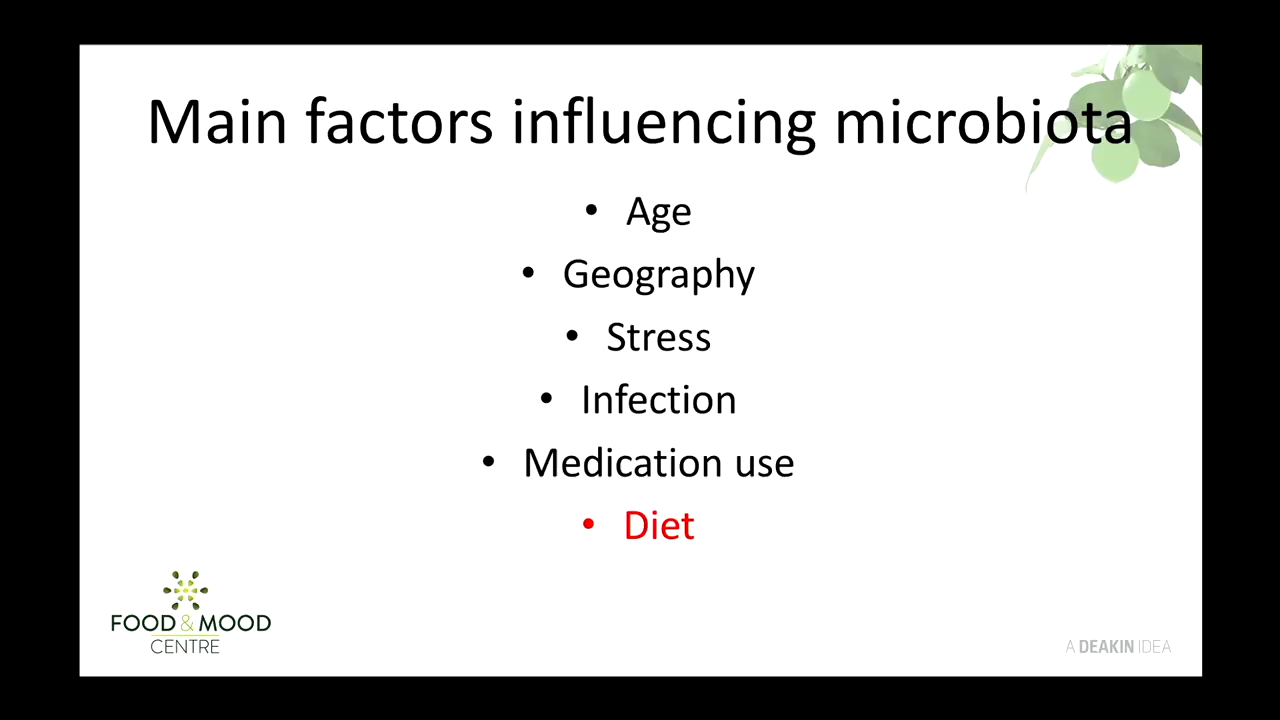 Main factors influencing microbiota
• Age
• Geography
• Stress
• Infection
• Medication use
• Diet
FOOD & MOOD
CENTRE
A DEAKIN IDEA